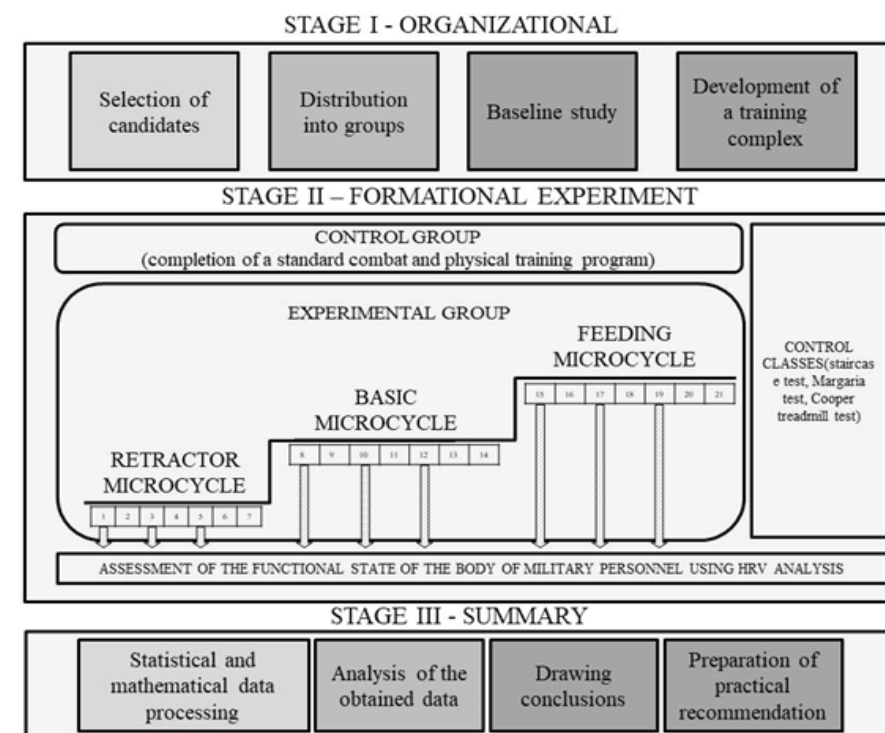 STAGE I - ORGANIZATIONAL
Selection of
candidates
Distribution
into groups
Baseline study
Development of
a training
complex
STAGE II – FORMATIONAL EXPERIMENT
CONTROL GROUP
(completion of a standard combat and physical training program)
EXPERIMENTAL GROUP
RETRACTOR
MICROCYCLE
1 2 3 4 5 6 7
BASIC
MICROCYCLE
8 9 10 11 12 13 14
FEEDING
MICROCYCLE
15 16 17 18 19 20 21
CONTROL
CLASSES(staircas
e test, Margaria
test, Cooper
treadmill test)
ASSESSMENT OF THE FUNCTIONAL STATE OF THE BODY OF MILITARY PERSONNEL USING HRV ANALYSIS
STAGE III - SUMMARY
Statistical and
mathematical data
processing
Analysis of the
obtained data
Drawing
conclusions
Preparation of
practical
recommendation